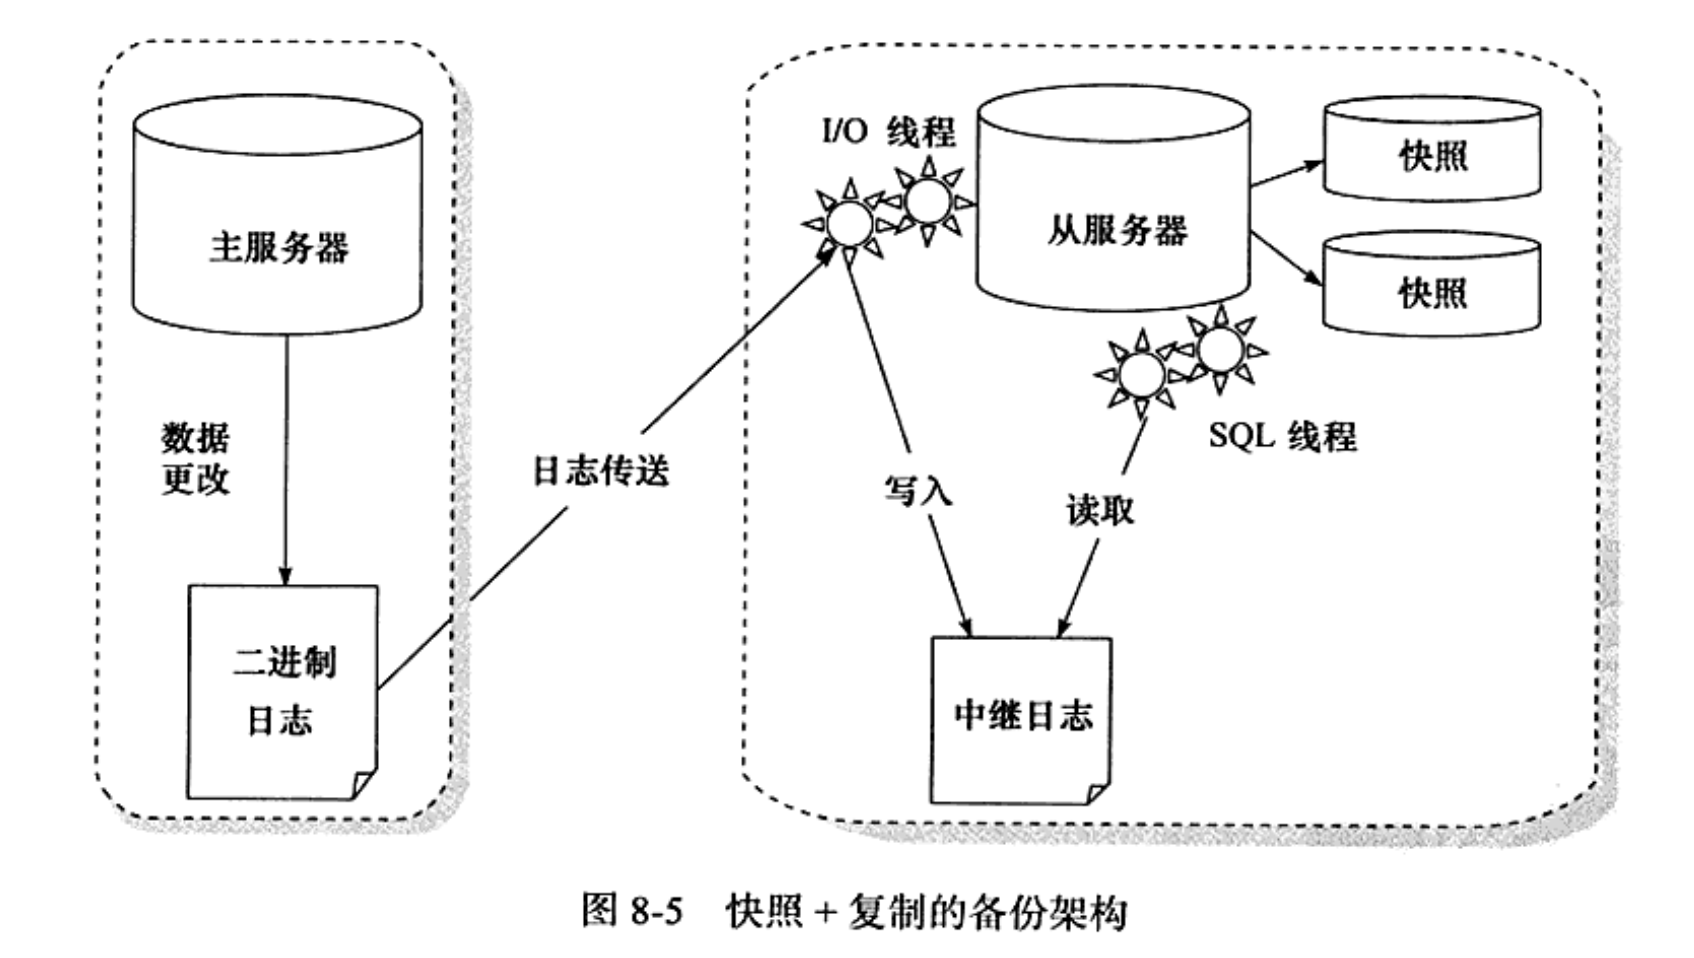 I/O 线程
快照
主服务器
从服务器
快照
数据
更改
SQL 线程
日志传送
写入
读取
二进制
日志
中继日志
图 8-5 快照 + 复制的备份架构